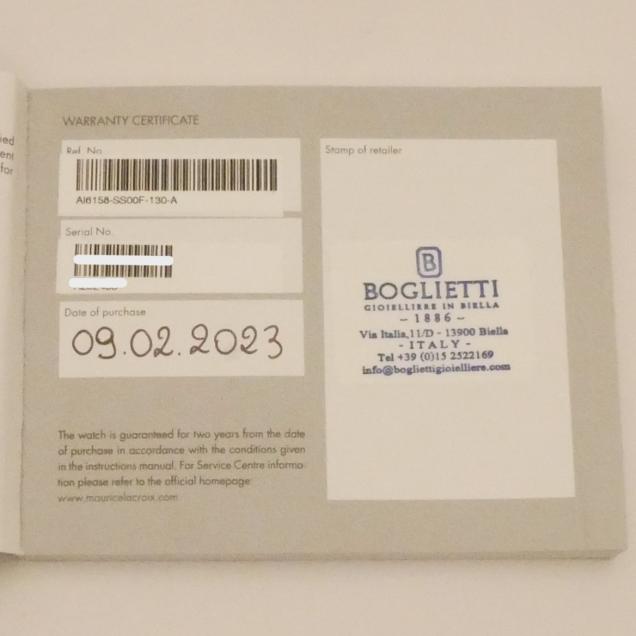 ied
ent
for
WARRANTY CERTIFICATE
Ref. No.
AI6158-SS00F-130-A
Serial No.
Date of purchase
09.02.2023
The watch is guaranteed for two years from the date
of purchase in accordance with the conditions given
in the instructions manual. For Service Centre informa-
tion please refer to the official homepage:
www.mauricelacroix.com
Stamp of retailer
B
BOGLIETTI
GIOIELLIERE IN BIELLA
- 1886 -
Via Italia,11/D - 13900 Biella
- ITALY -
Tel +39 (0)15 2522169
info@bogliettigioielliere.com